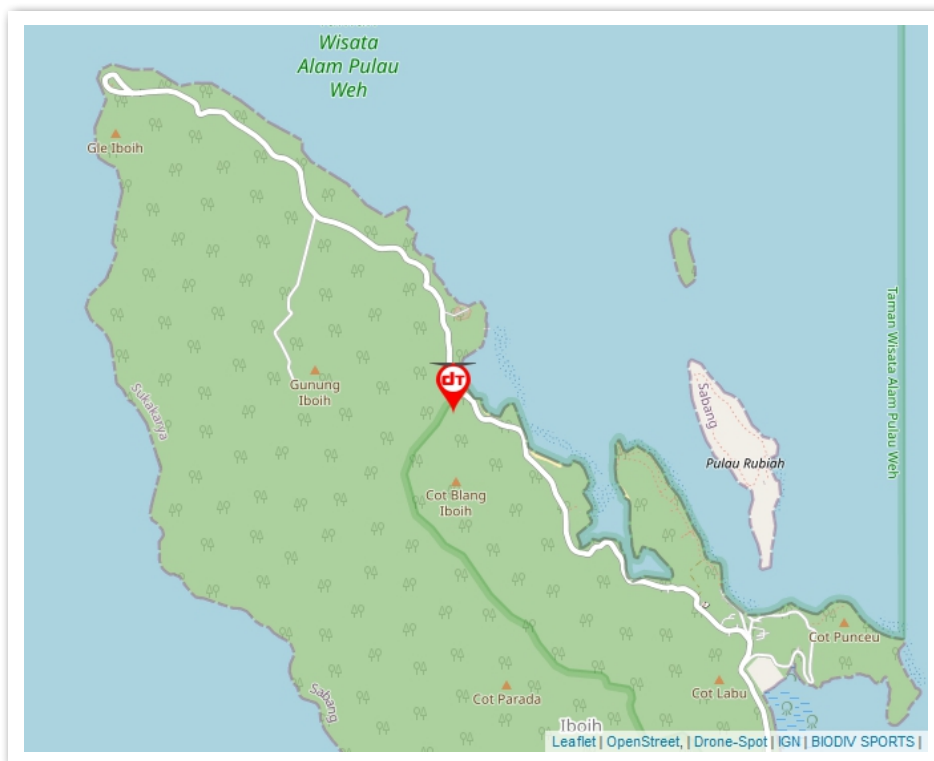 Wisata
Alam Pulau
Weh
Gle Iboih
Taman Wisata Alam Pulau Weh
Gunung
Iboih
dT
Sukakarya
Sabang
Pulau Rubiah
Cot Blang
Iboih
Cot Punceu
Sabang
Cot Parada
Cot Labu
Iboih
Leaflet | OpenStreet, | Drone-Spot | IGN | BIODIV SPORTS |